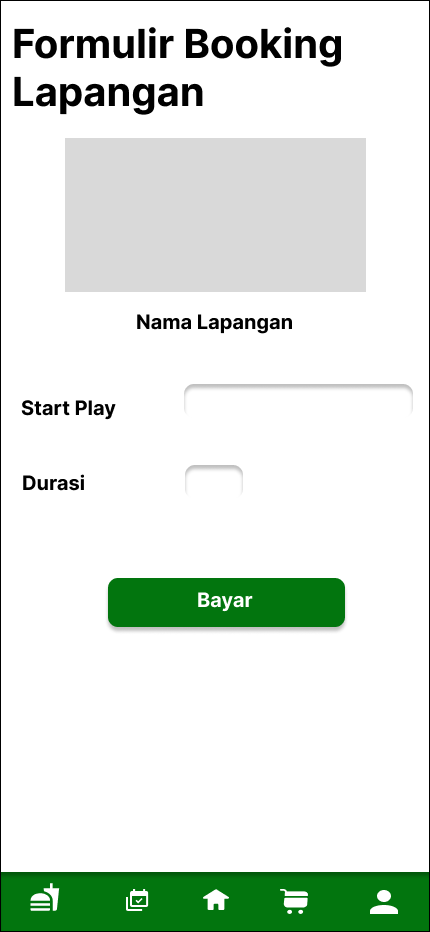 Formulir Booking
Lapangan
Nama Lapangan
Start Play
Durasi
Bayar